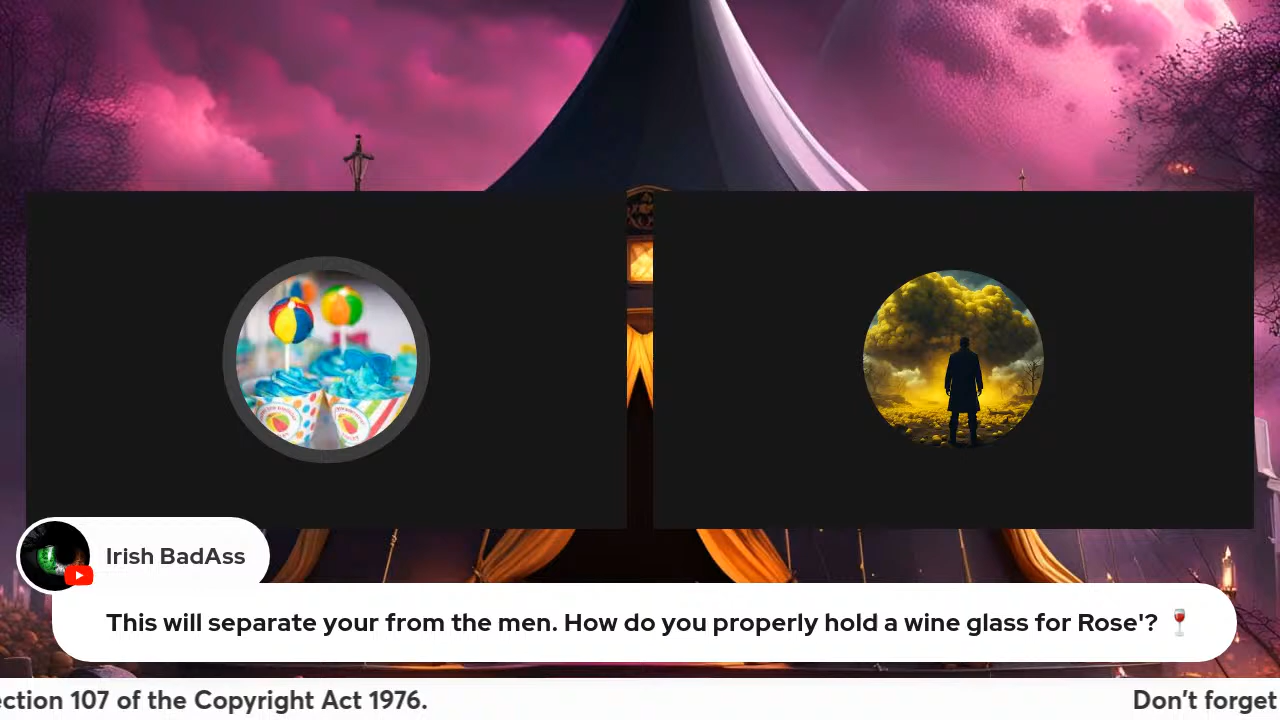 Irish BadAss
This will separate your from the men. How do you properly hold a wine glass for Rose'? 🍷
ection 107 of the Copyright Act 1976. Don't forget